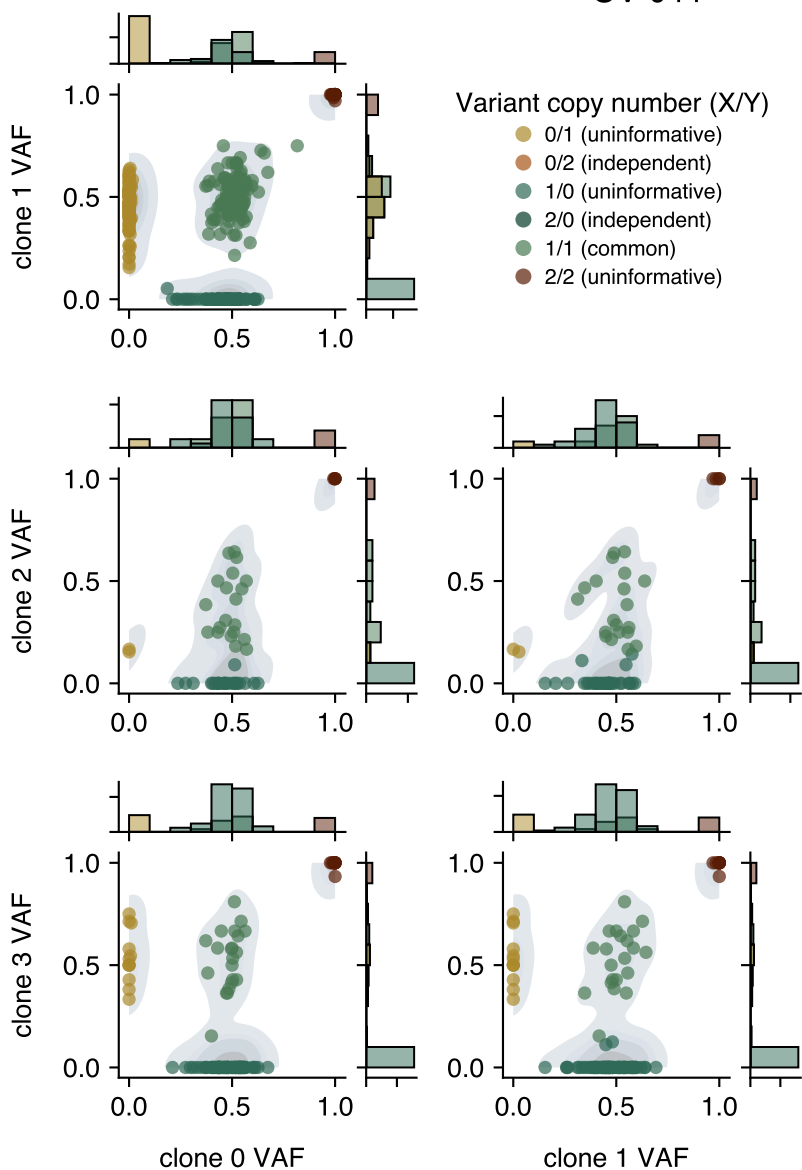 clone 1 VAF
1.0
0.5
0.0
0.0 0.5 1.0
Variant copy number (X/Y)
0/1 (uninformative)
0/2 (independent)
1/0 (uninformative)
2/0 (independent)
1/1 (common)
2/2 (uninformative)
clone 2 VAF
1.0
0.5
0.0
0.0 0.5 1.0
1.0
0.5
0.0
0.0 0.5 1.0
clone 3 VAF
1.0
0.5
0.0
0.0 0.5 1.0
clone 0 VAF
1.0
0.5
0.0
0.0 0.5 1.0
clone 1 VAF